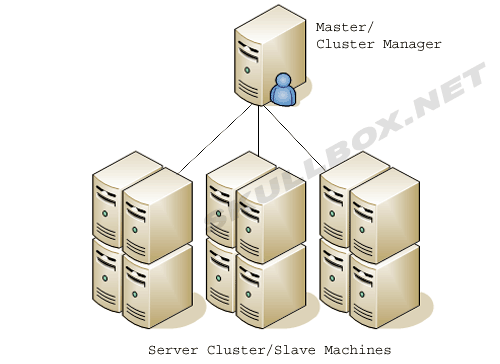 Master/
Cluster Manager
SKULLBOX.NET
Server Cluster/Slave Machines